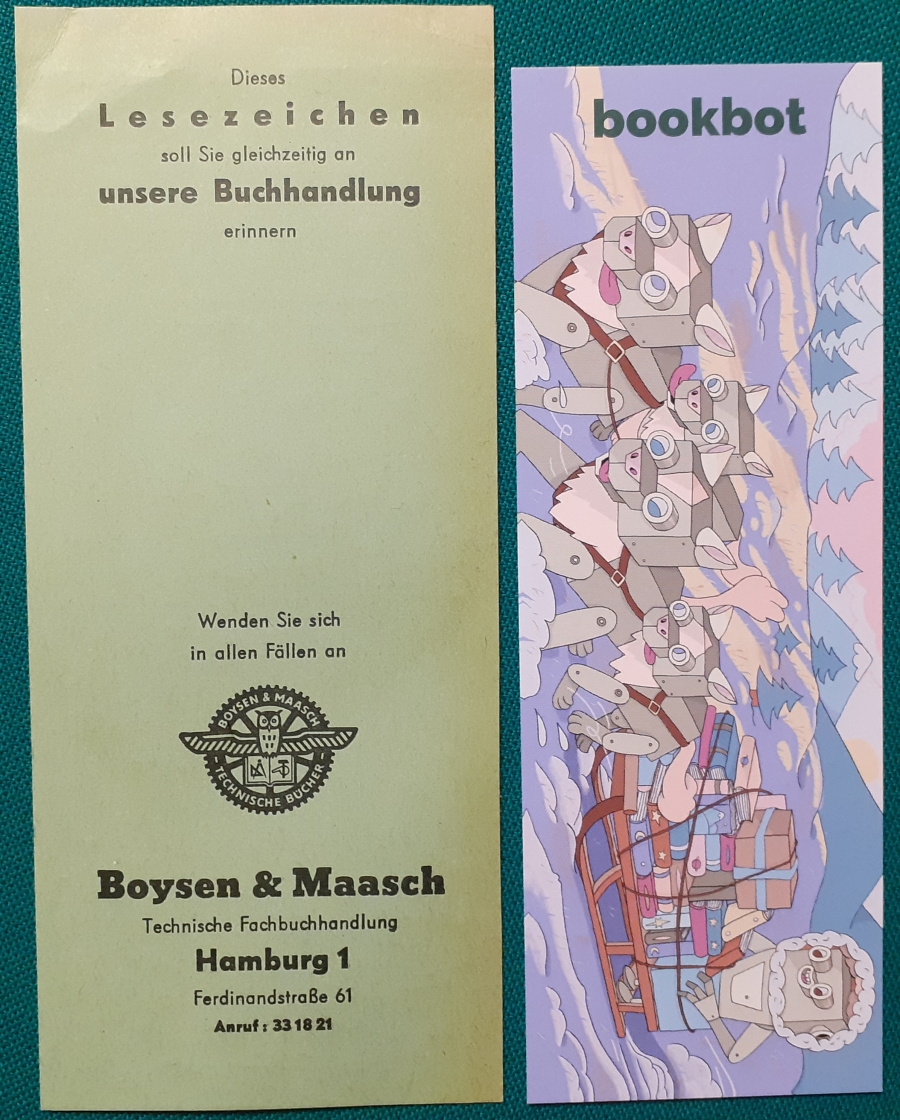 Dieses
Lesezeichen
soll Sie gleichzeitig an
unsere Buchhandlung
erinnern
Wenden Sie sich
in allen Fällen an
BOYSEN & MAASCH
TECHNISCHE BÜCHER
Boysen & Maasch
Technische Fachbuchhandlung
Hamburg 1
Ferdinandstraße 61
Anruf: 33 18 21
bookbot